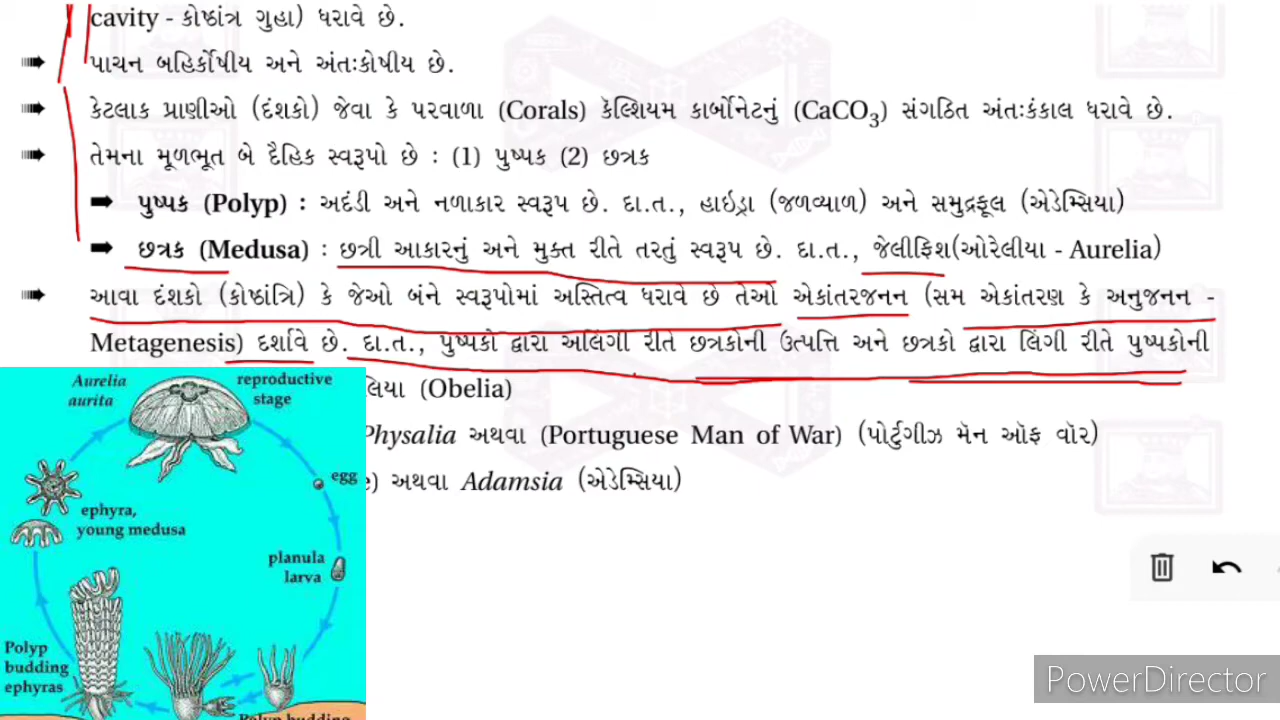 cavity - કોષ્ઠાંત્ર ગુહા) ધરાવે છે.
પાચન બહિર્કોષીય અને અંતઃકોષીય છે.
કેટલાક પ્રાણીઓ (દંશકો) જેવા કે પરવાળા (Corals) કેલ્શિયમ કાર્બોનેટનું (CaCO3) સંગઠિત અંતઃકંકાલ ધરાવે છે.
તેમના મૂળભૂત બે દૈહિક સ્વરૂપો છે : (1) પુષ્પક (2) છત્રક
પુષ્પક (Polyp) : અદંડી અને નળાકાર સ્વરૂપ છે. દા.ત., હાઇડ્રા (જળવ્યાળ) અને સમુદ્રફૂલ (એડેમ્સિયા)
છત્રક (Medusa) : છત્રી આકારનું અને મુક્ત રીતે તરતું સ્વરૂપ છે. દા.ત., જેલીફિશ(ઓરેલીયા - Aurelia)
આવા દંશકો (કોષ્ઠાંત્રિ) કે જેઓ બંને સ્વરૂપોમાં અસ્તિત્વ ધરાવે છે તેઓ એકાંતરજનન (સમ એકાંતરણ કે અનુજનન -
Metagenesis) દર્શાવે છે. દા.ત., પુષ્પકો દ્વારા અલિંગી રીતે છત્રકોની ઉત્પત્તિ અને છત્રકો દ્વારા લિંગી રીતે પુષ્પકોની
લિયા (Obelia)
Physalia અથવા (Portuguese Man of War) (પોર્ટુગીઝ મૅન ઑફ વૉર)
e) અથવા Adamsia (એડેમ્સિયા)
Aurelia
aurita
reproductive
stage
egg
ephyra,
young medusa
planula
larva
Polyp
budding
ephyras
Polyp budding
PowerDirector